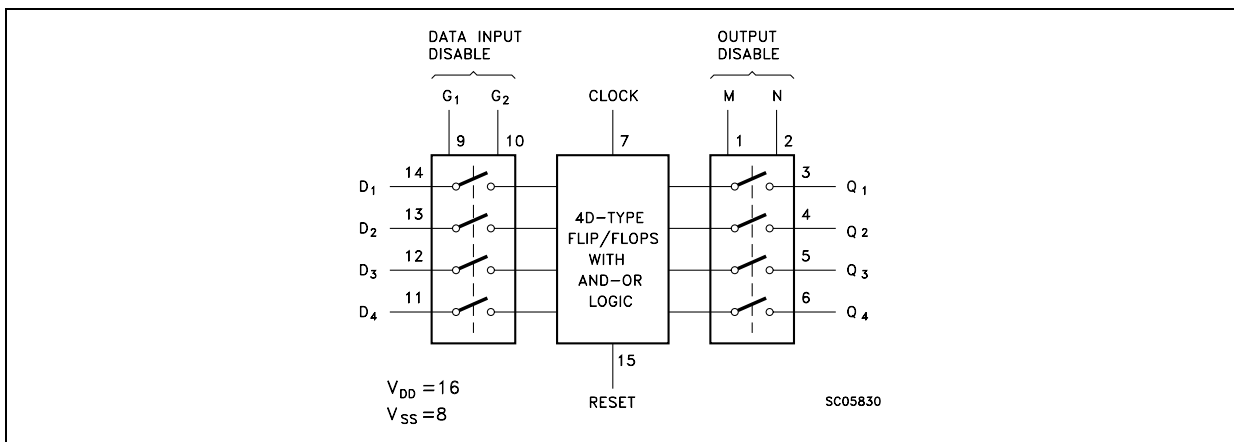 DATA INPUT
DISABLE
OUTPUT
DISABLE
G1 G2
CLOCK
M N
9 10
7
1 2
D1 14
3 Q1
D2 13
4 Q2
D3 12
5 Q3
D4 11
6 Q4
4D-TYPE
FLIP/FLOPS
WITH
AND-OR
LOGIC
15
RESET
VDD =16
VSS =8
SC05830